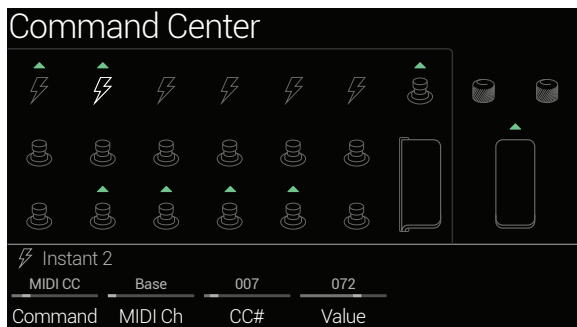 Command Center
Instant 2
MIDI CC Base 007 072
Command MIDI Ch CC# Value